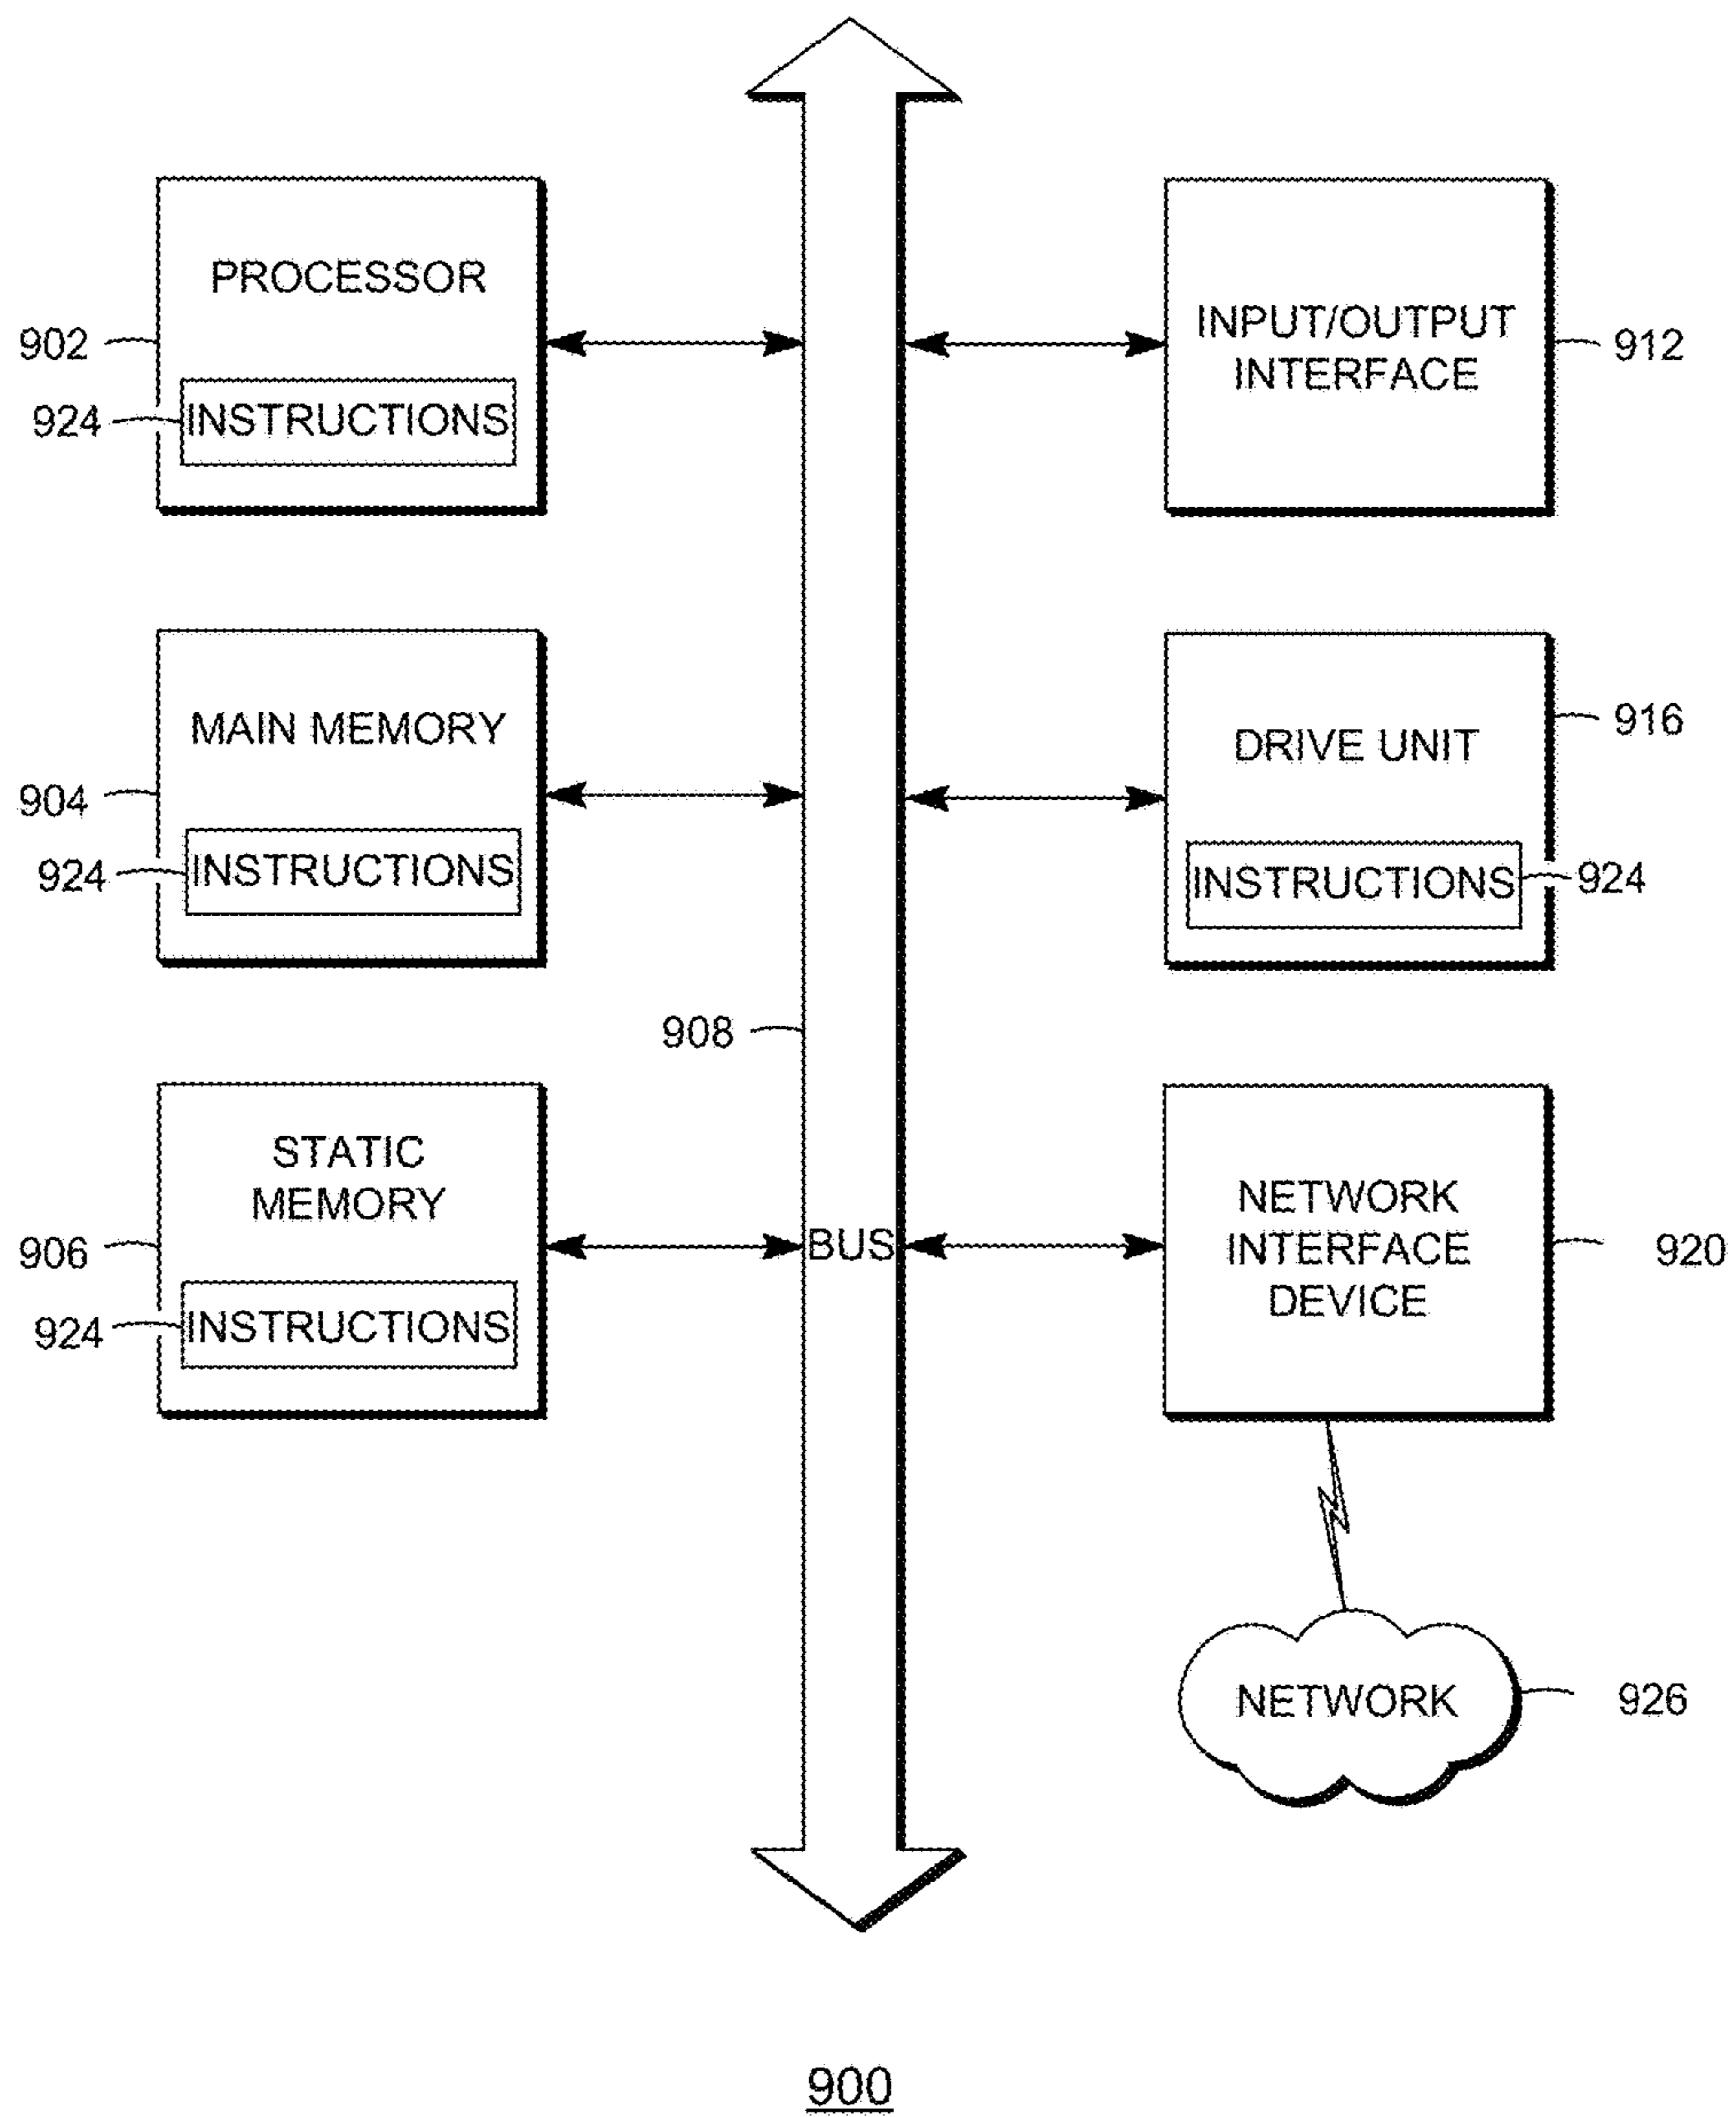 PROCESSOR
902
924
INSTRUCTIONS
INPUT/OUTPUT
INTERFACE
912
MAIN MEMORY
904
924
INSTRUCTIONS
DRIVE UNIT
916
INSTRUCTIONS
924
908
STATIC
MEMORY
906
924
INSTRUCTIONS
BUS
NETWORK
INTERFACE
DEVICE
920
NETWORK
926
900